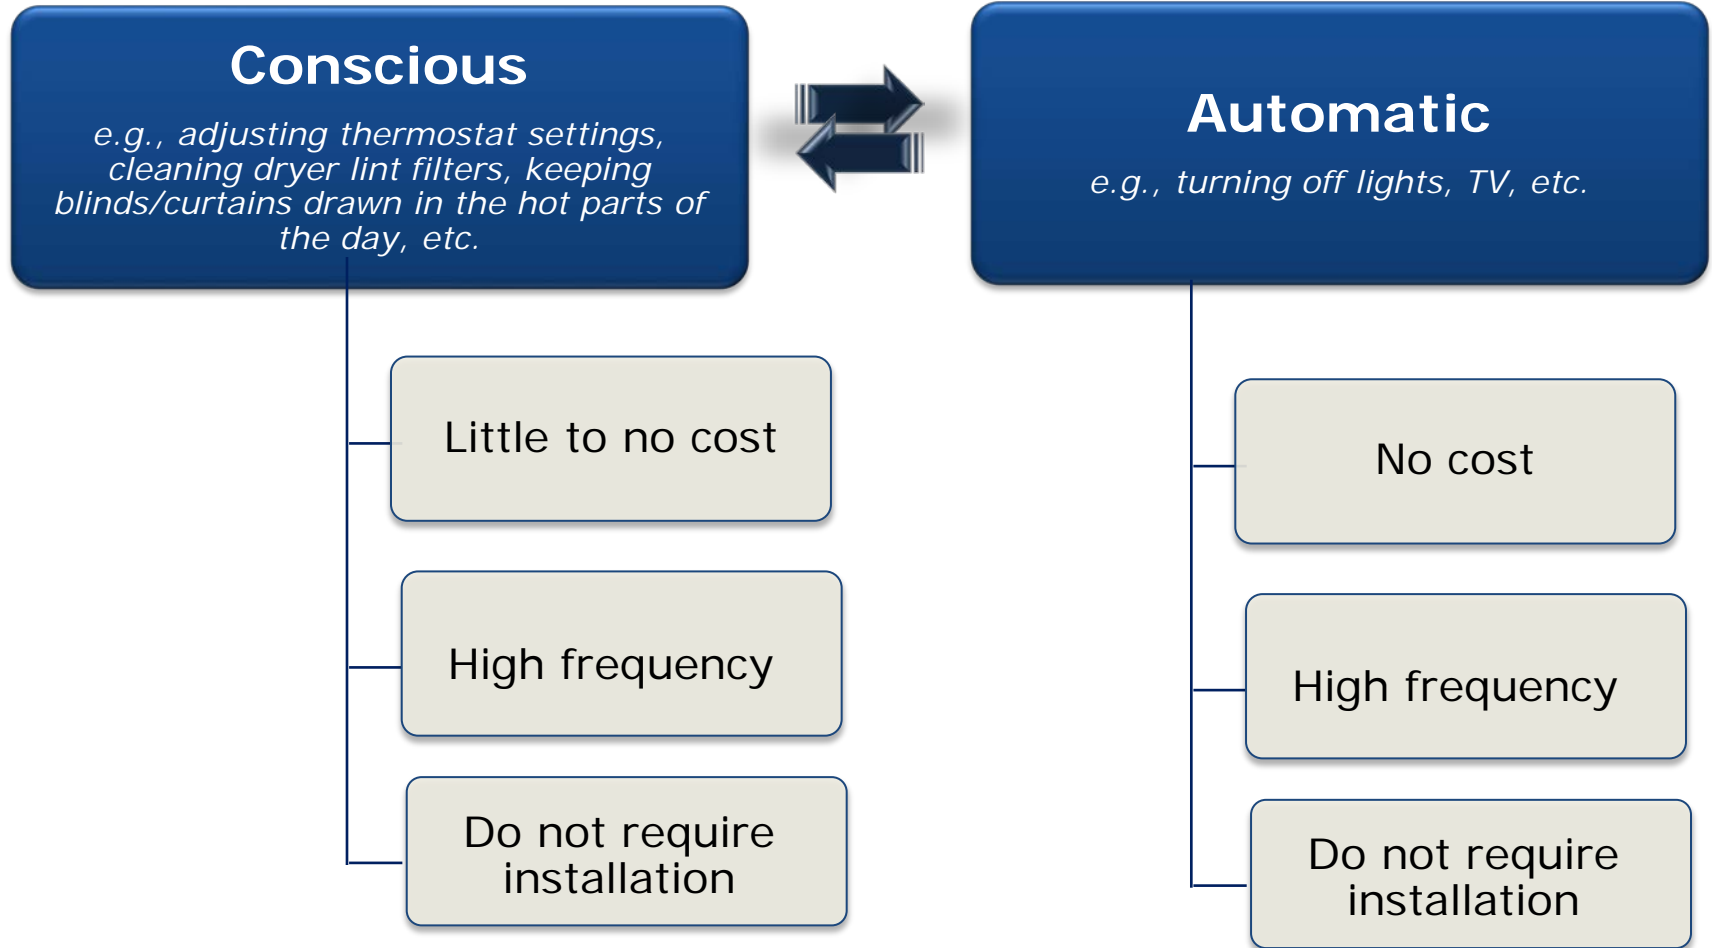 Conscious
e.g., adjusting thermostat settings,
cleaning dryer lint filters, keeping
blinds/curtains drawn in the hot parts of
the day, etc.
Little to no cost
High frequency
Do not require
installation
Automatic
e.g., turning off lights, TV, etc.
No cost
High frequency
Do not require
installation